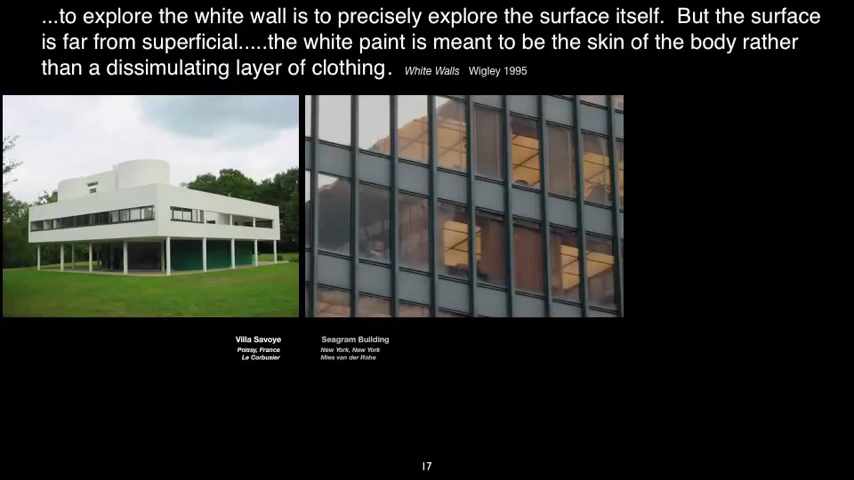 ...to explore the white wall is to precisely explore the surface itself.  But the surface
is far from superficial.....the white paint is meant to be the skin of the body rather
than a dissimulating layer of clothing.  White Walls  Wigley 1995
Villa Savoye
Poissy, France
Le Corbusier
Seagram Building
New York, New York
Mies van der Rohe
17